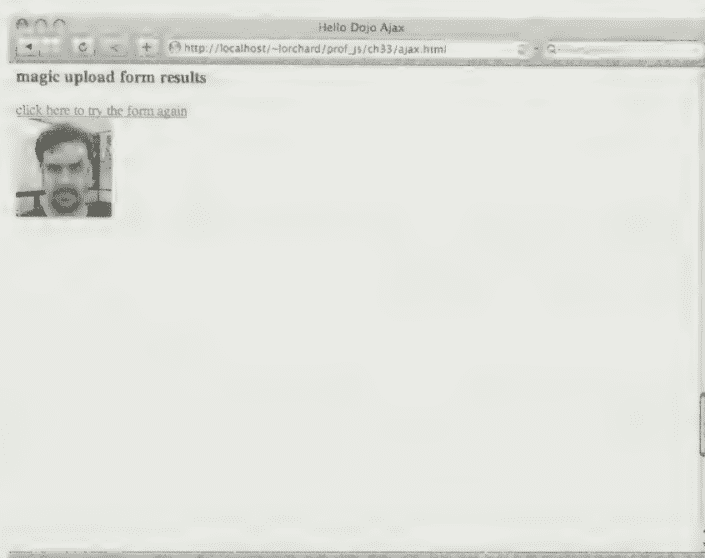 Hello Dojo Ajax
http://localhost/~lorchard/prof_js/ch33/ajax.html
magic upload form results
click here to try the form again